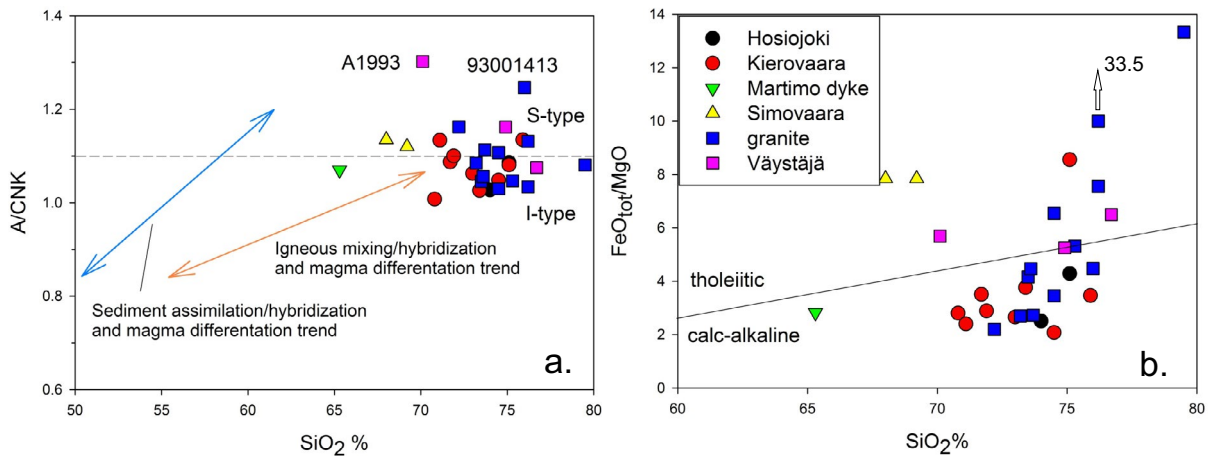 1.4
1.2
1.0
0.8
0.6
A/CNK
A1993
93001413
S-type
I-type
Igneous mixing/hybridization
and magma differentation trend
Sediment assimilation/hybridization
and magma differentation trend
a.
50 55 60 65 70 75 80
SiO2 %
14
12
10
8
6
4
2
0
FeOtot/MgO
Hosiojoki
Kierovaara
Martimo dyke
Simovaara
granite
Väystäjä
33.5
tholeiitic
calc-alkaline
b.
60 65 70 75 80
SiO2%